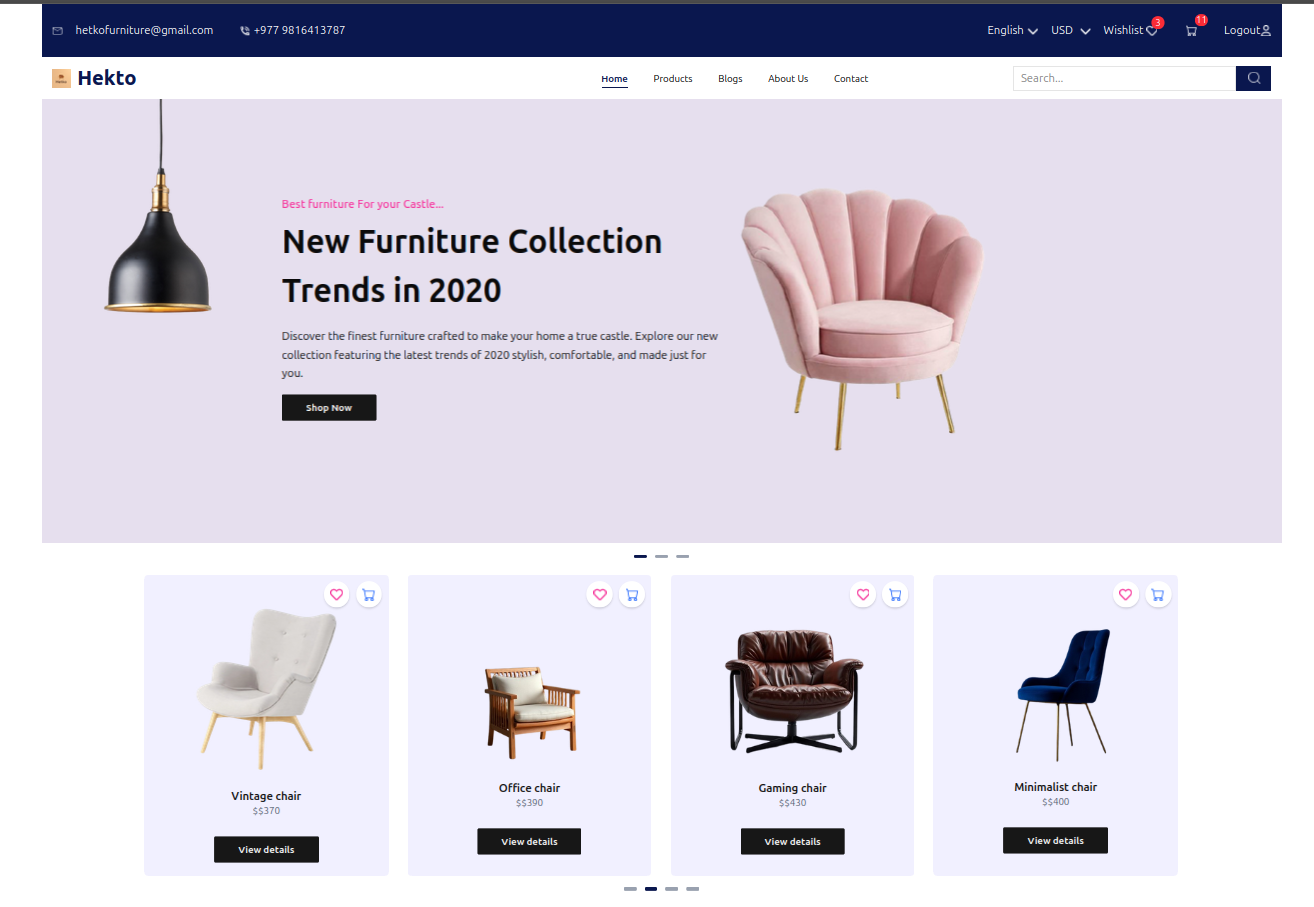 hetkofurniture@gmail.com +977 9816413787 English USD Wishlist 3 11 Logout
Hekto Home Products Blogs About Us Contact Search...
Best furniture For your Castle...
New Furniture Collection
Trends in 2020
Discover the finest furniture crafted to make your home a true castle. Explore our new
collection featuring the latest trends of 2020 stylish, comfortable, and made just for
you.
Shop Now
Vintage chair
$$370
View details
Office chair
$$390
View details
Gaming chair
$$430
View details
Minimalist chair
$$400
View details